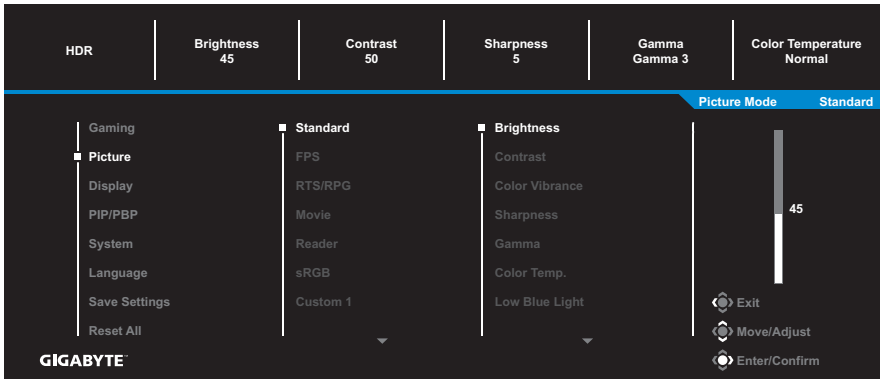 HDR
Brightness
45
Contrast
50
Sharpness
5
Gamma
Gamma 3
Color Temperature
Normal
Picture Mode Standard
Gaming
Picture
Display
PIP/PBP
System
Language
Save Settings
Reset All
Standard
FPS
RTS/RPG
Movie
Reader
sRGB
Custom 1
Brightness
Contrast
Color Vibrance
Sharpness
Gamma
Color Temp.
Low Blue Light
45
Exit
Move/Adjust
Enter/Confirm
GIGABYTE™